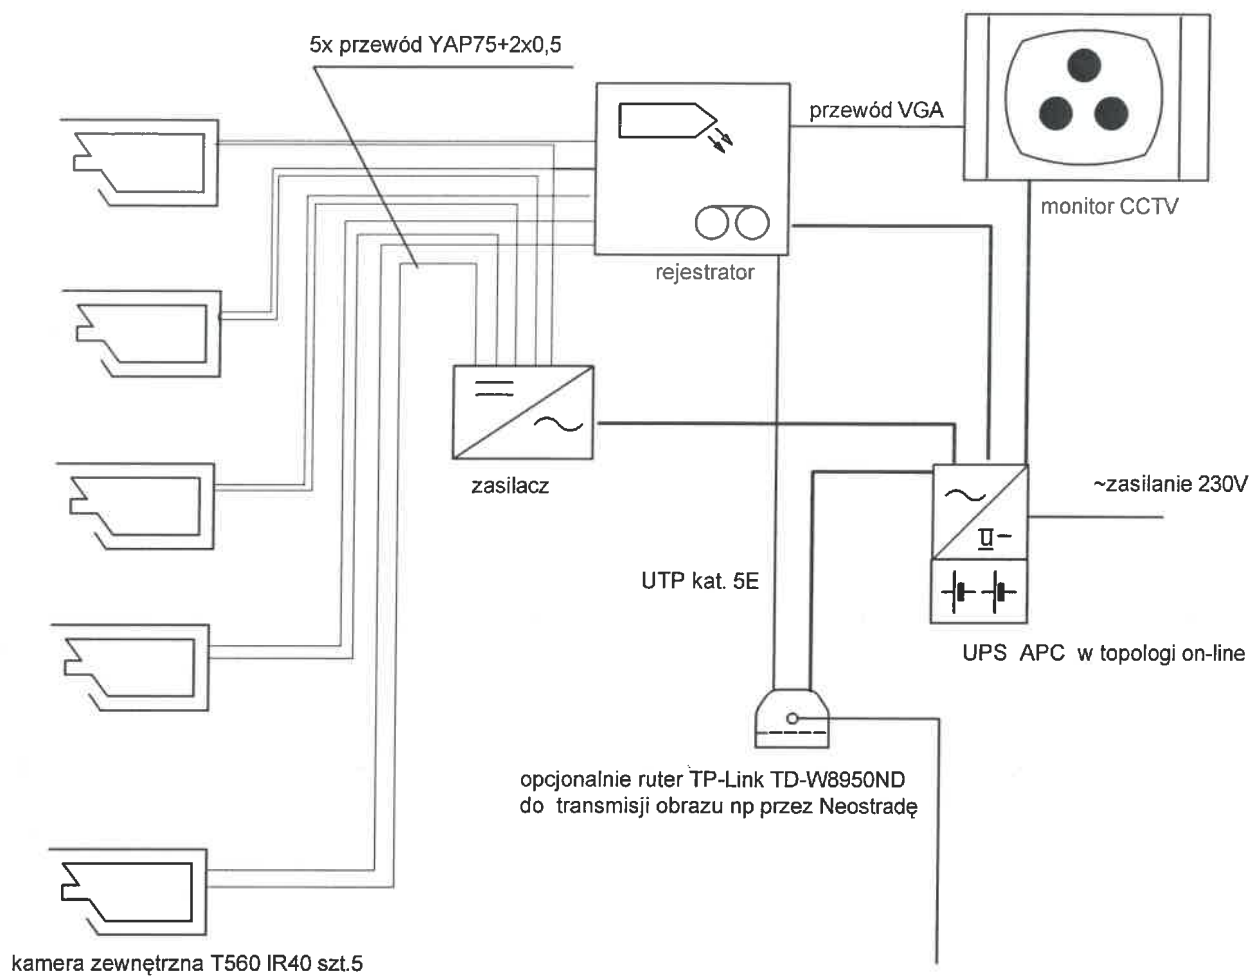 5x przewód YAP75+2x0,5
przewód VGA
monitor CCTV
rejestrator
zasilacz
~zasilanie 230V
UTP kat. 5E
UPS APC w topologi on-line
opcjonalnie ruter TP-Link TD-W8950ND
do transmisji obrazu np przez Neostradę
kamera zewnętrzna T560 IR40 szt.5